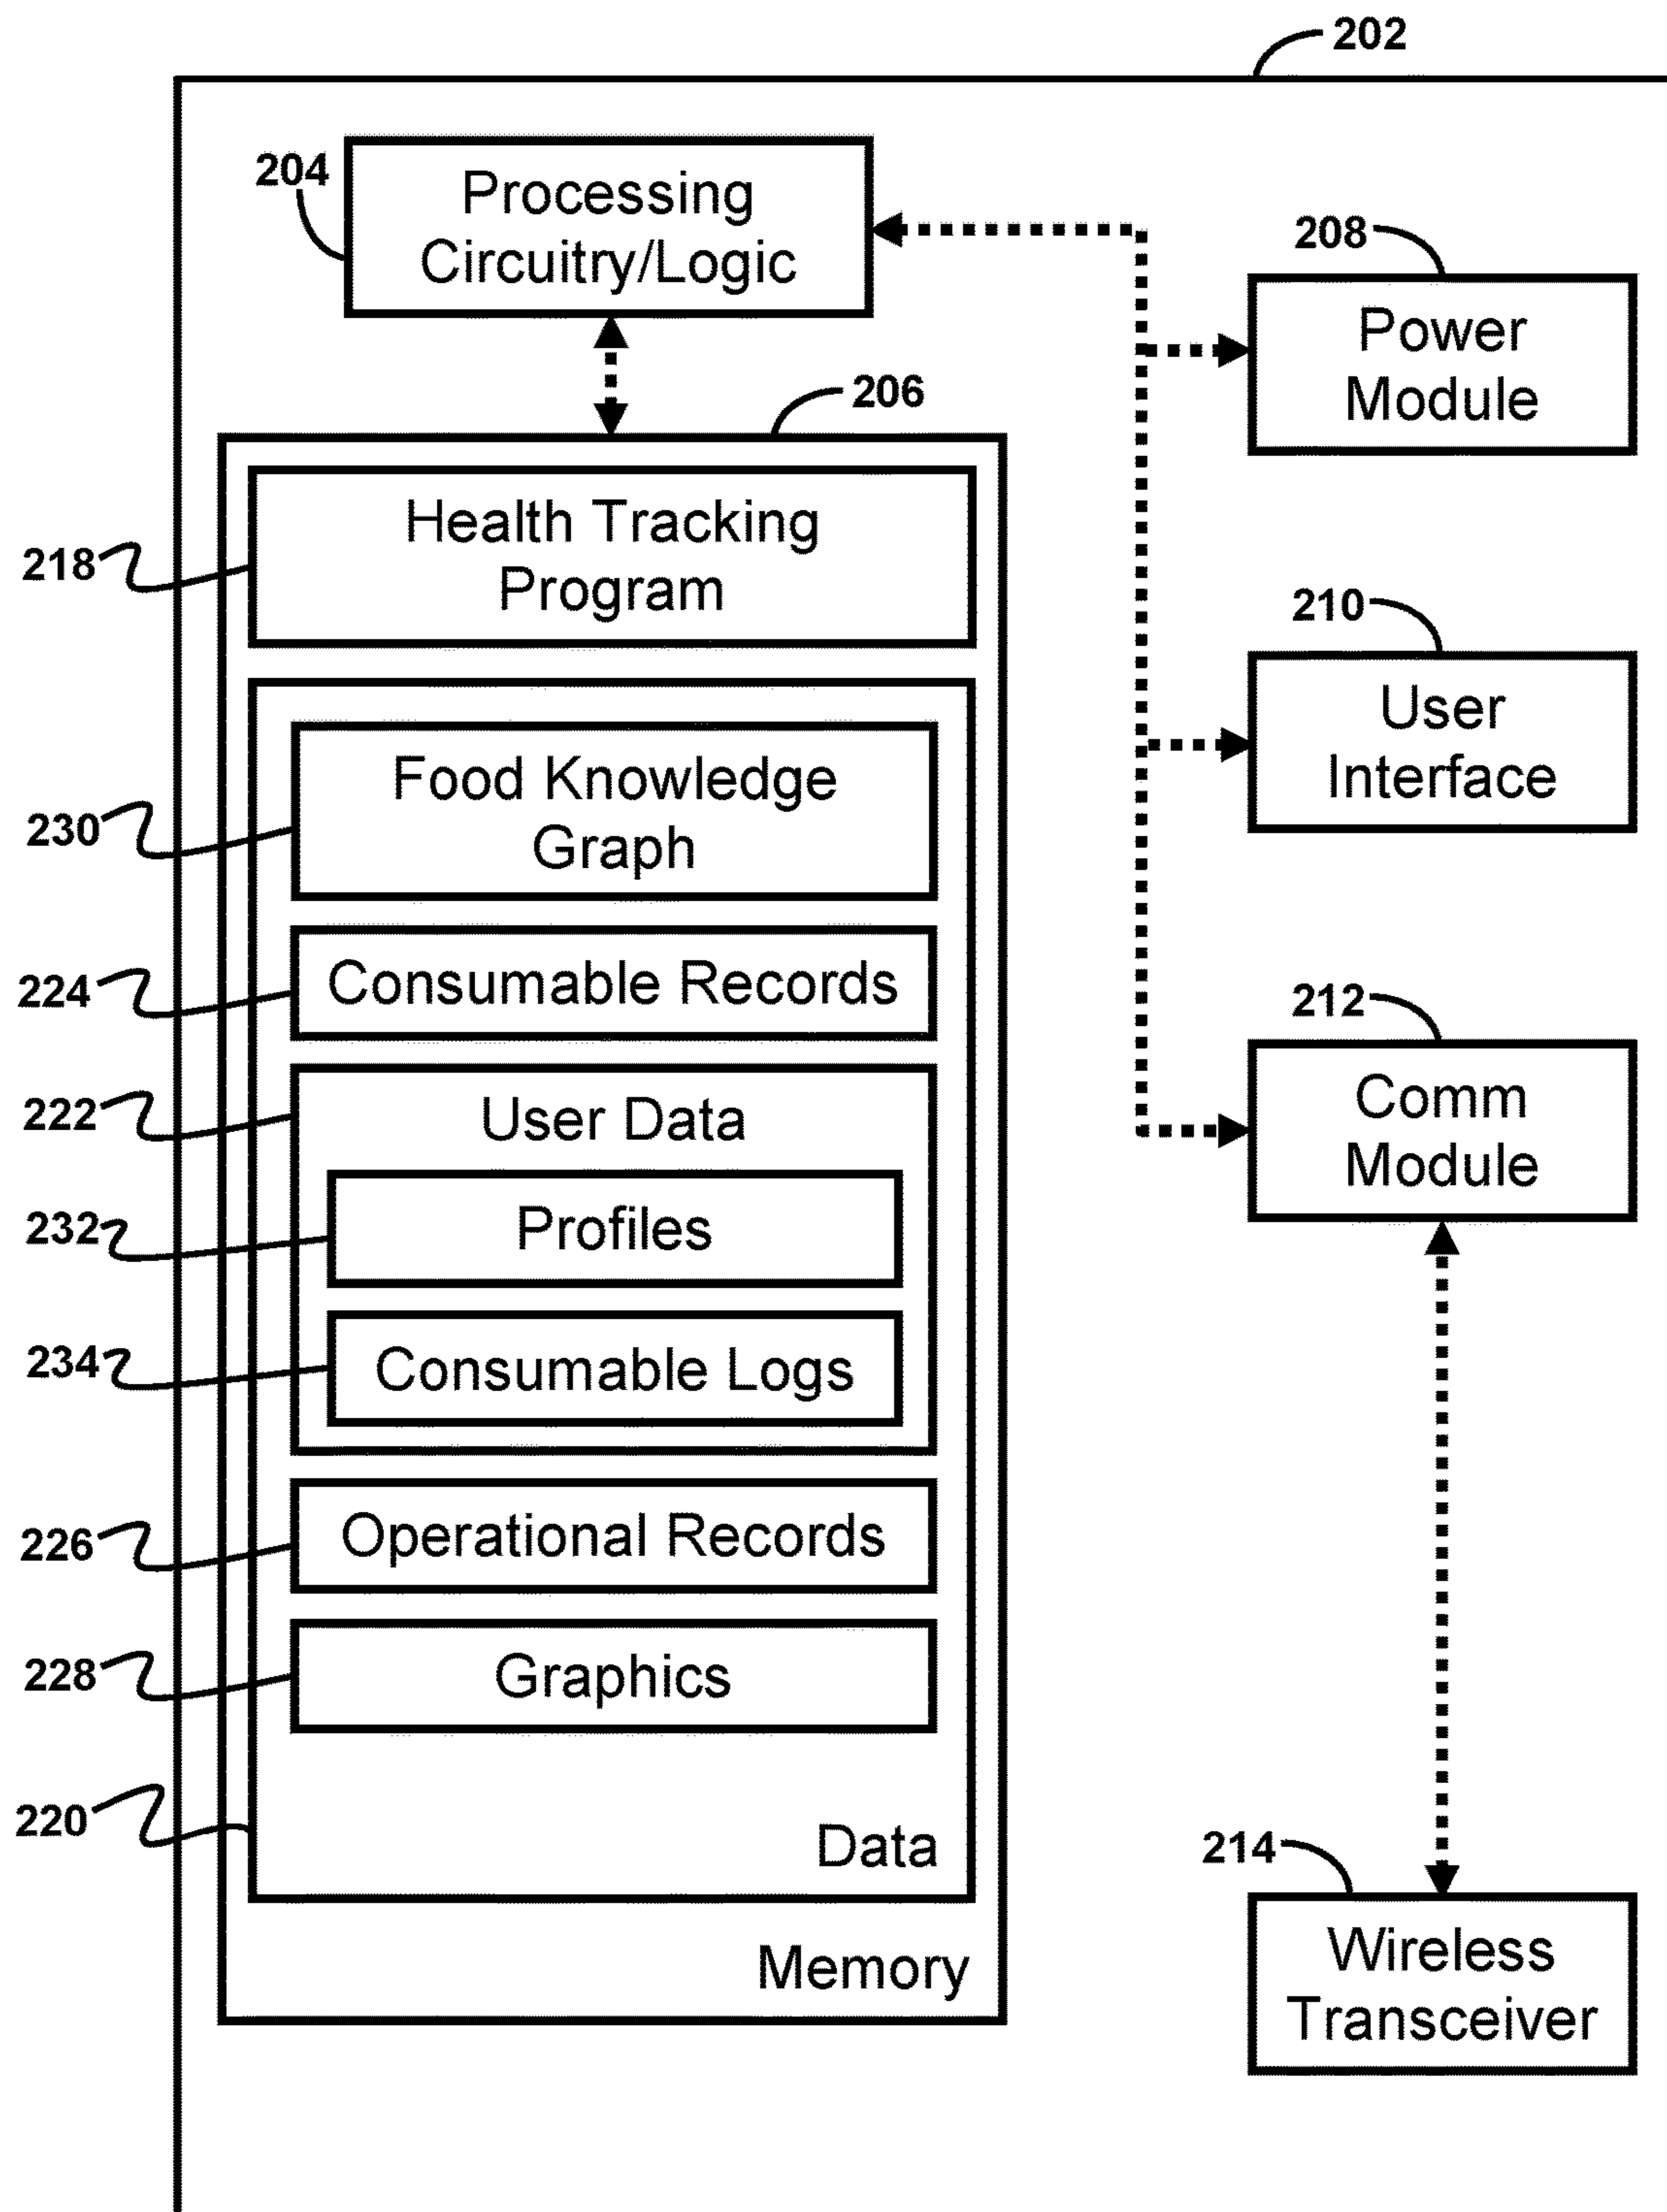 202
204
Processing
Circuitry/Logic
208
Power
Module
206
218
Health Tracking
Program
210
User
Interface
230
Food Knowledge
Graph
224
Consumable Records
212
Comm
Module
222
User Data
232
Profiles
234
Consumable Logs
226
Operational Records
228
Graphics
220
Data
214
Wireless
Transceiver
Memory